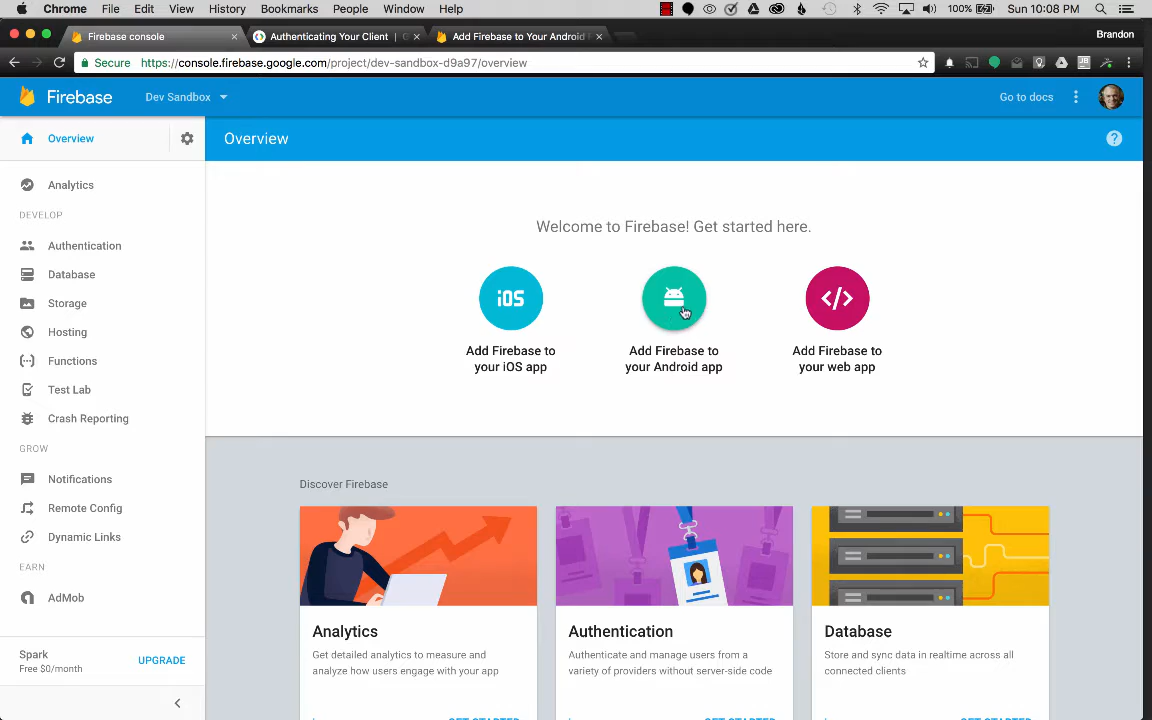 Chrome File Edit View History Bookmarks People Window Help 100% Sun 10:08 PM
Firebase console Authenticating Your Client Add Firebase to Your Android Brandon
Secure https://console.firebase.google.com/project/dev-sandbox-d9a97/overview
Firebase Dev Sandbox Go to docs
Overview
Overview
?
Analytics
DEVELOP
Authentication
Database
Storage
Hosting
Functions
Test Lab
Crash Reporting
GROW
Notifications
Remote Config
Dynamic Links
EARN
AdMob
Spark
Free $0/month
UPGRADE
Welcome to Firebase! Get started here.
iOS
</>
Add Firebase to
your iOS app
Add Firebase to
your Android app
Add Firebase to
your web app
Discover Firebase
Analytics
Get detailed analytics to measure and
analyze how users engage with your app
GET STARTED
Authentication
Authenticate and manage users from a
variety of providers without server-side code
GET STARTED
Database
Store and sync data in realtime across all
connected clients
GET STARTED